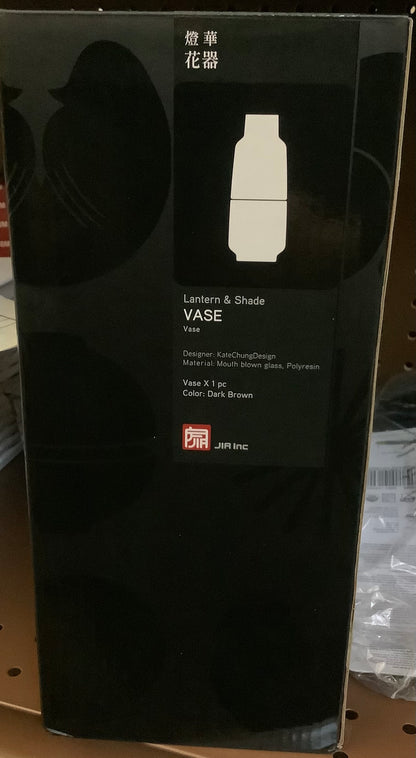 燈華
花器
Lantern & Shade
VASE
Vase
Designer: KateChungDesign
Material: Mouth blown glass, Polyresin
Vase X 1 pc
Color: Dark Brown
JIA Inc